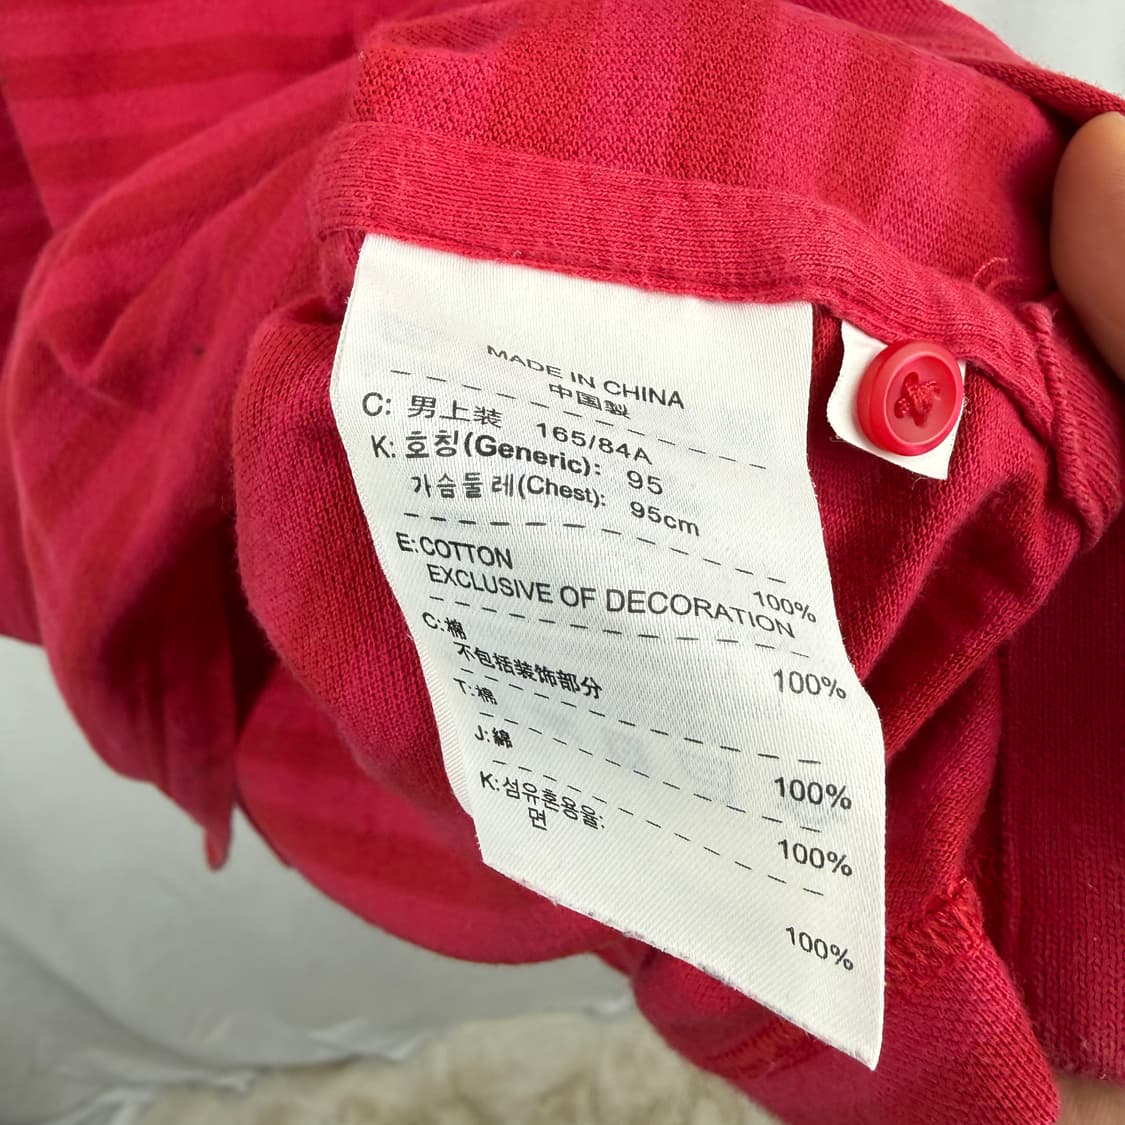 MADE IN CHINA
中国製
C: 男上装 165/84A
K: 호칭(Generic): 95
가슴둘레(Chest): 95cm
E:COTTON 100%
EXCLUSIVE OF DECORATION
C:棉 100%
不包括装饰部分
T:棉 100%
J:綿 100%
K:섬유혼용율:
면 100%